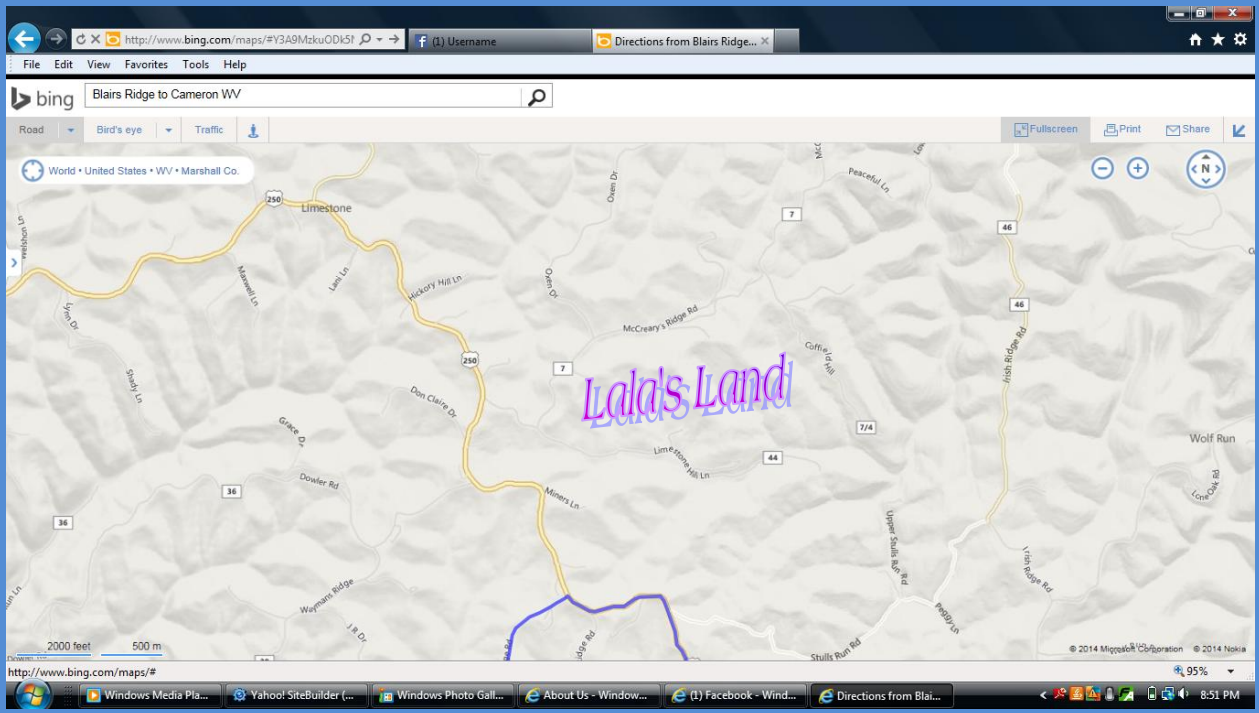 http://www.bing.com/maps/#Y3A9MzkuODk5
(1) Username
Directions from Blairs Ridge...
File Edit View Favorites Tools Help
bing
Blairs Ridge to Cameron WV
Road Bird's eye Traffic
Fullscreen Print Share
World • United States • WV • Marshall Co.
N
Peaceful Ln
Oxen Dr
250
Limestone
7
46
Maxwell Ln
Lani Ln
Hickory Hill Ln
Oxen Dr
46
Lynn Dr
McCreary's Ridge Rd
Irish Ridge Rd
Coffield Hill
250
7
Shady Ln
Lala's Land
Don Claire Dr
Grace D
7/4
Wolf Run
Limestone Hill Ln
44
Dowler Rd
36
Lone Oak Rd
Miners Ln
36
Upper Stulls Run Rd
Irish Ridge Rd
Waymans Ridge
Peggy Ln
J R Dr
Stulls Run Rd
2000 feet 500 m
© 2014 Microsoft Corporation © 2014 Nokia
http://www.bing.com/maps/#
95%
Windows Media Pla...
Yahoo! SiteBuilder (...
Windows Photo Gall...
About Us - Window...
(1) Facebook - Wind...
Directions from Blai...
8:51 PM